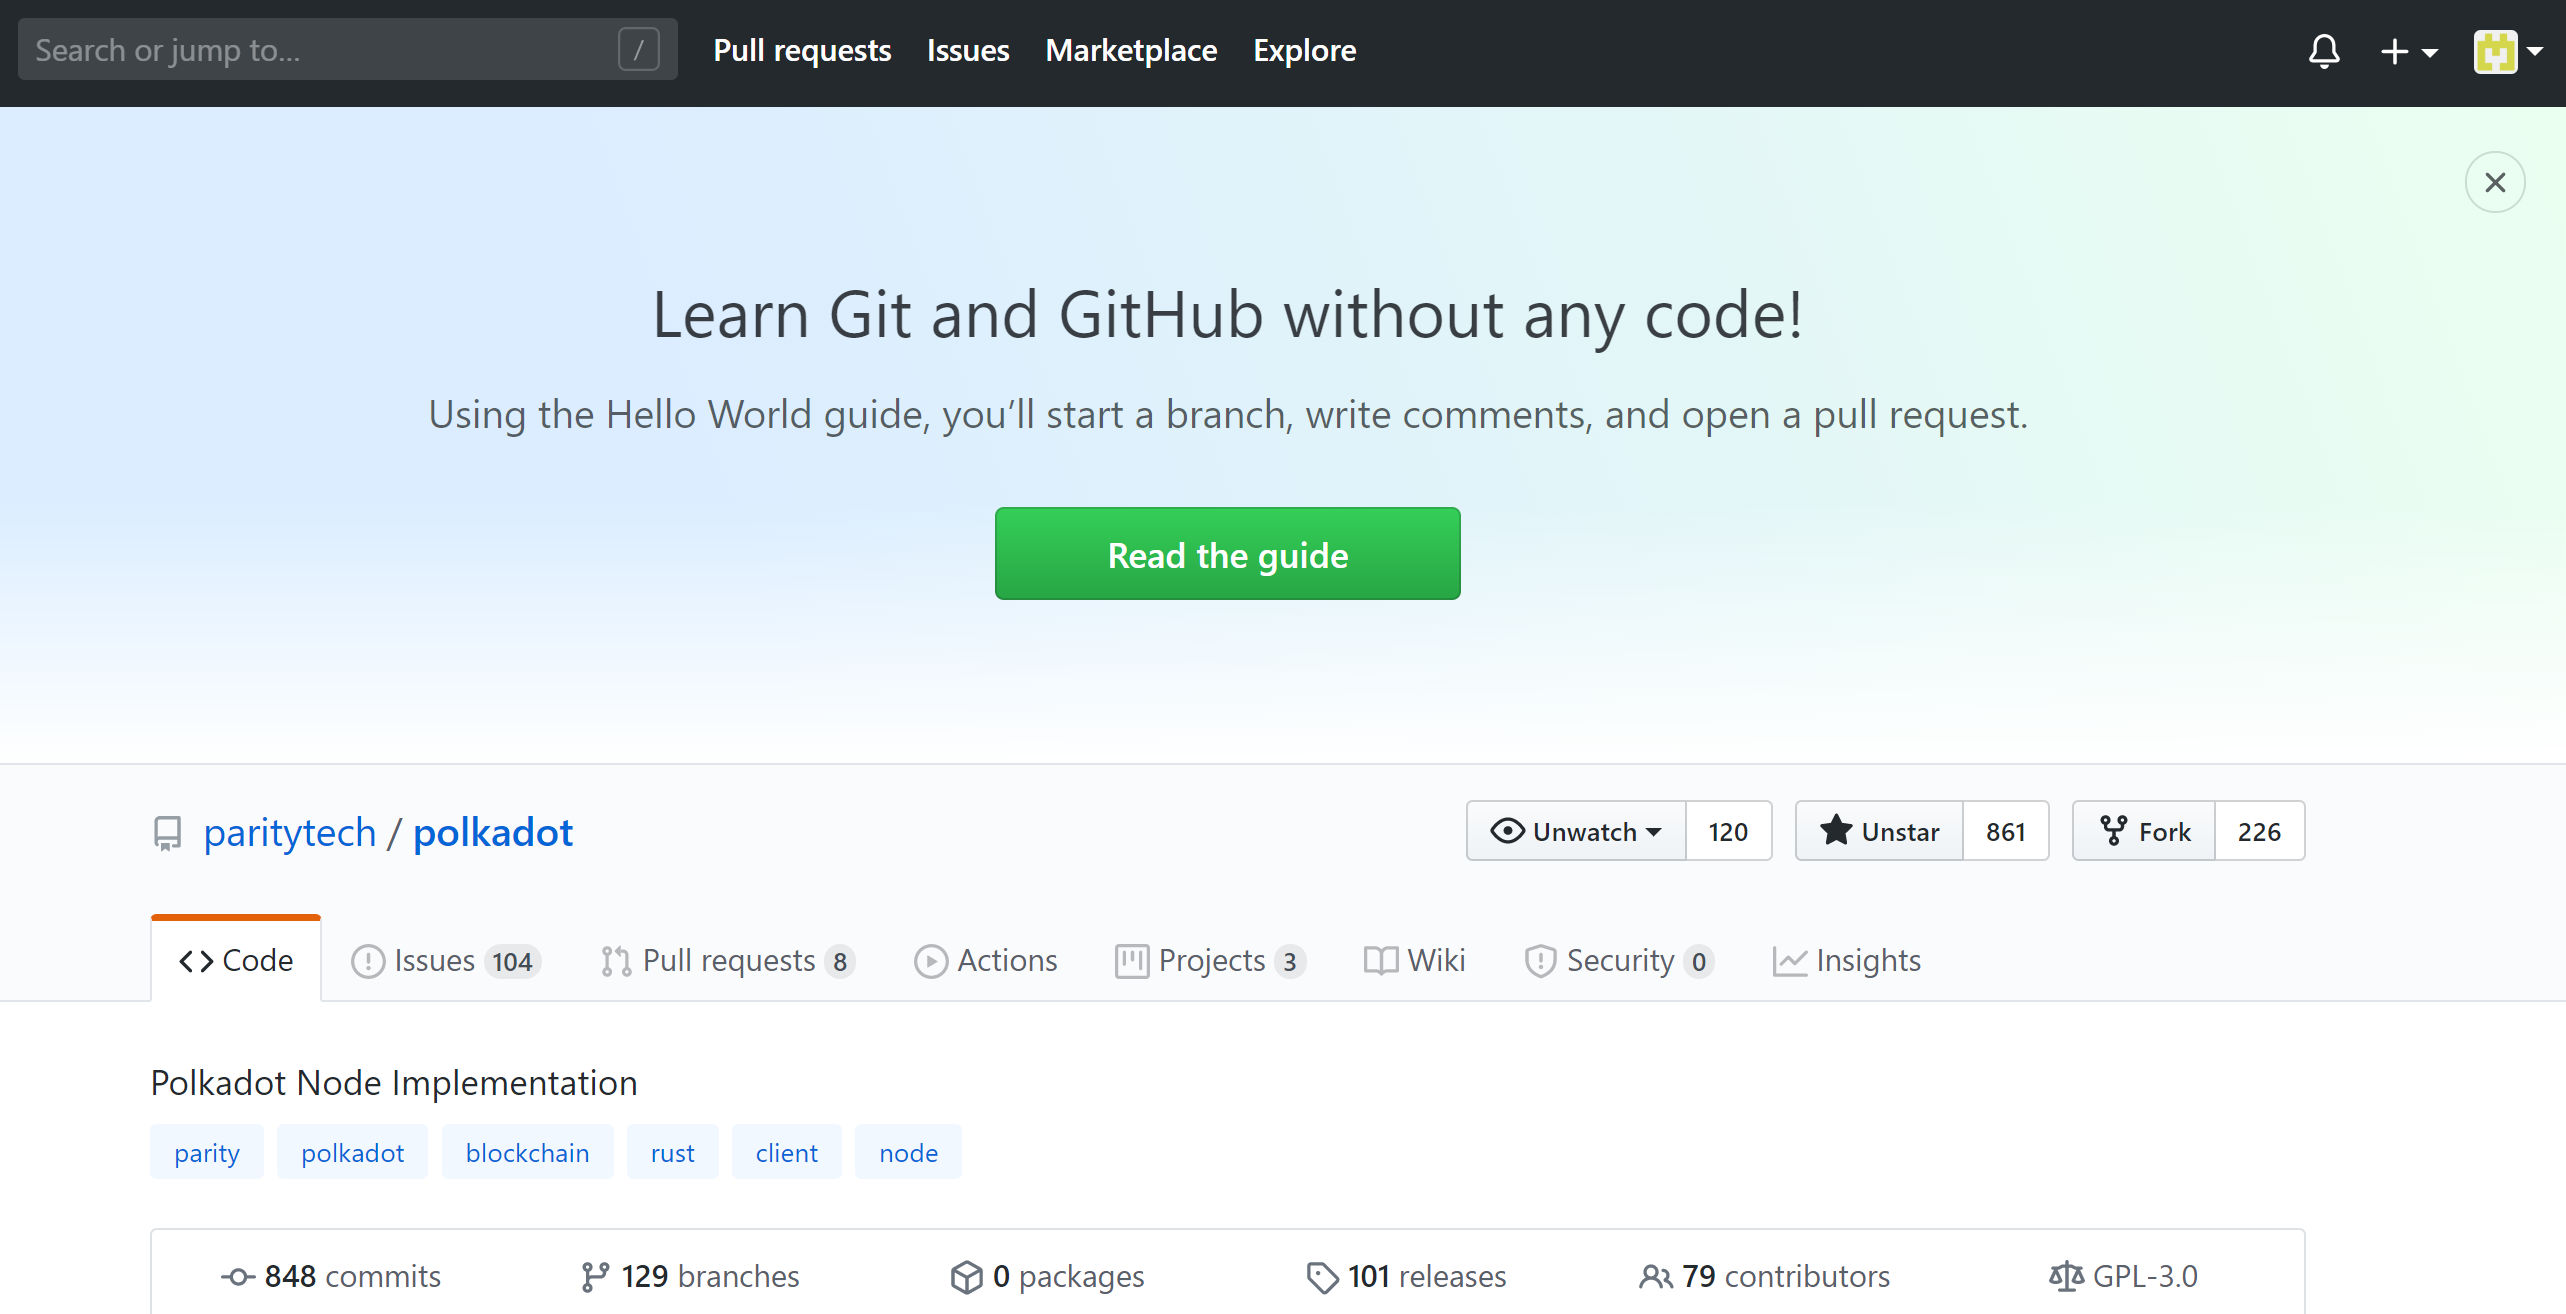 Search or jump to... /
Pull requests Issues Marketplace Explore
Learn Git and GitHub without any code!
Using the Hello World guide, you’ll start a branch, write comments, and open a pull request.
Read the guide
paritytech / polkadot
Unwatch 120 Unstar 861 Fork 226
Code Issues 104 Pull requests 8 Actions Projects 3 Wiki Security 0 Insights
Polkadot Node Implementation
parity polkadot blockchain rust client node
848 commits 129 branches 0 packages 101 releases 79 contributors GPL-3.0